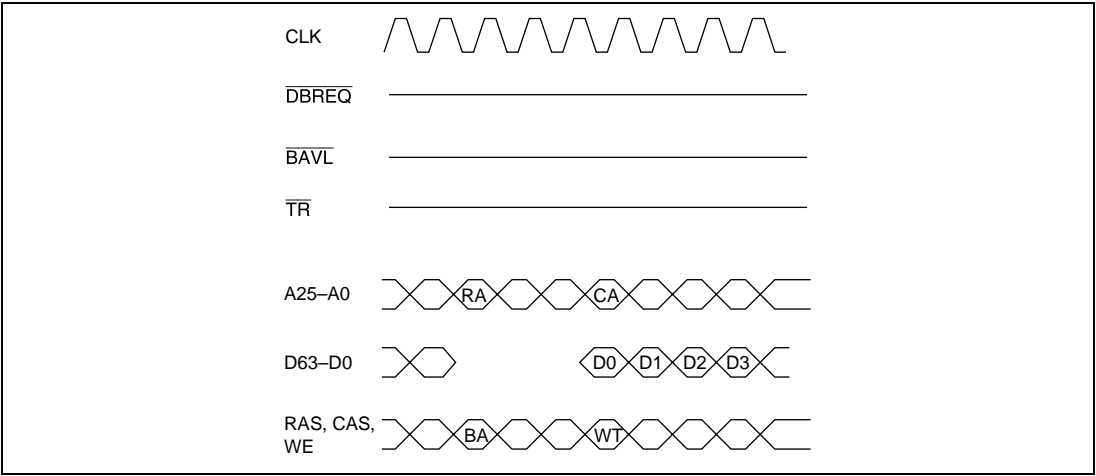 CLK
DBREQ
BAVL
TR
A25–A0 RA CA
D63–D0 D0 D1 D2 D3
RAS, CAS,
WE BA WT